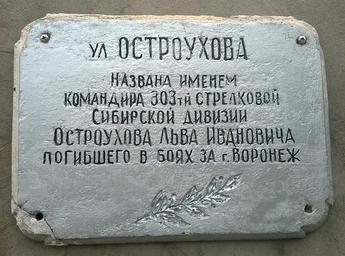 ул ОСТРОУХОВА
НАЗВАНА ИМЕНЕМ
КОМАНДИРА 303ТЙ СТРЕЛКОВОЙ
СИБИРСКОЙ ДИВИЗИИ
ОСТРОУХОВА ЛЬВА ИВАНОВИЧА
ПОГИБШЕГО В БОЯХ ЗА г. ВОРОНЕЖ